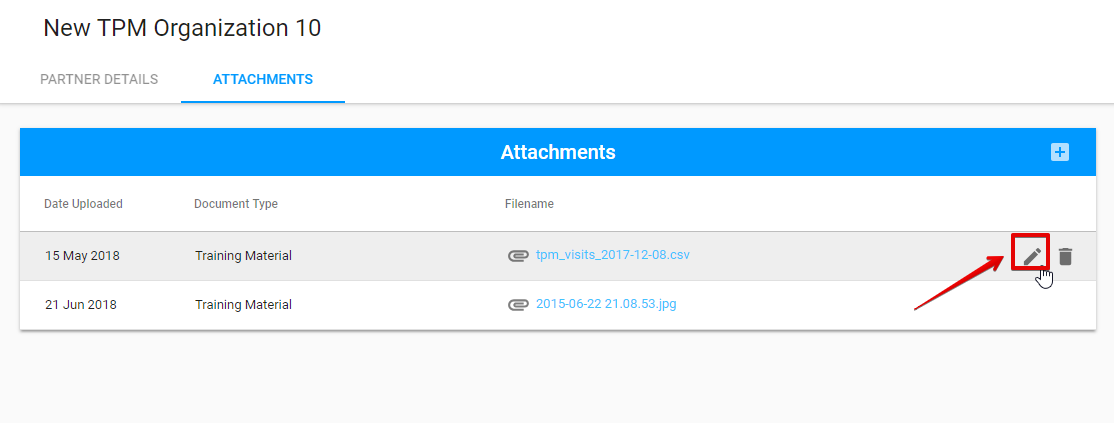 New TPM Organization 10
PARTNER DETAILS ATTACHMENTS
Attachments
Date Uploaded Document Type Filename
15 May 2018 Training Material tpm_visits_2017-12-08.csv
21 Jun 2018 Training Material 2015-06-22 21.08.53.jpg